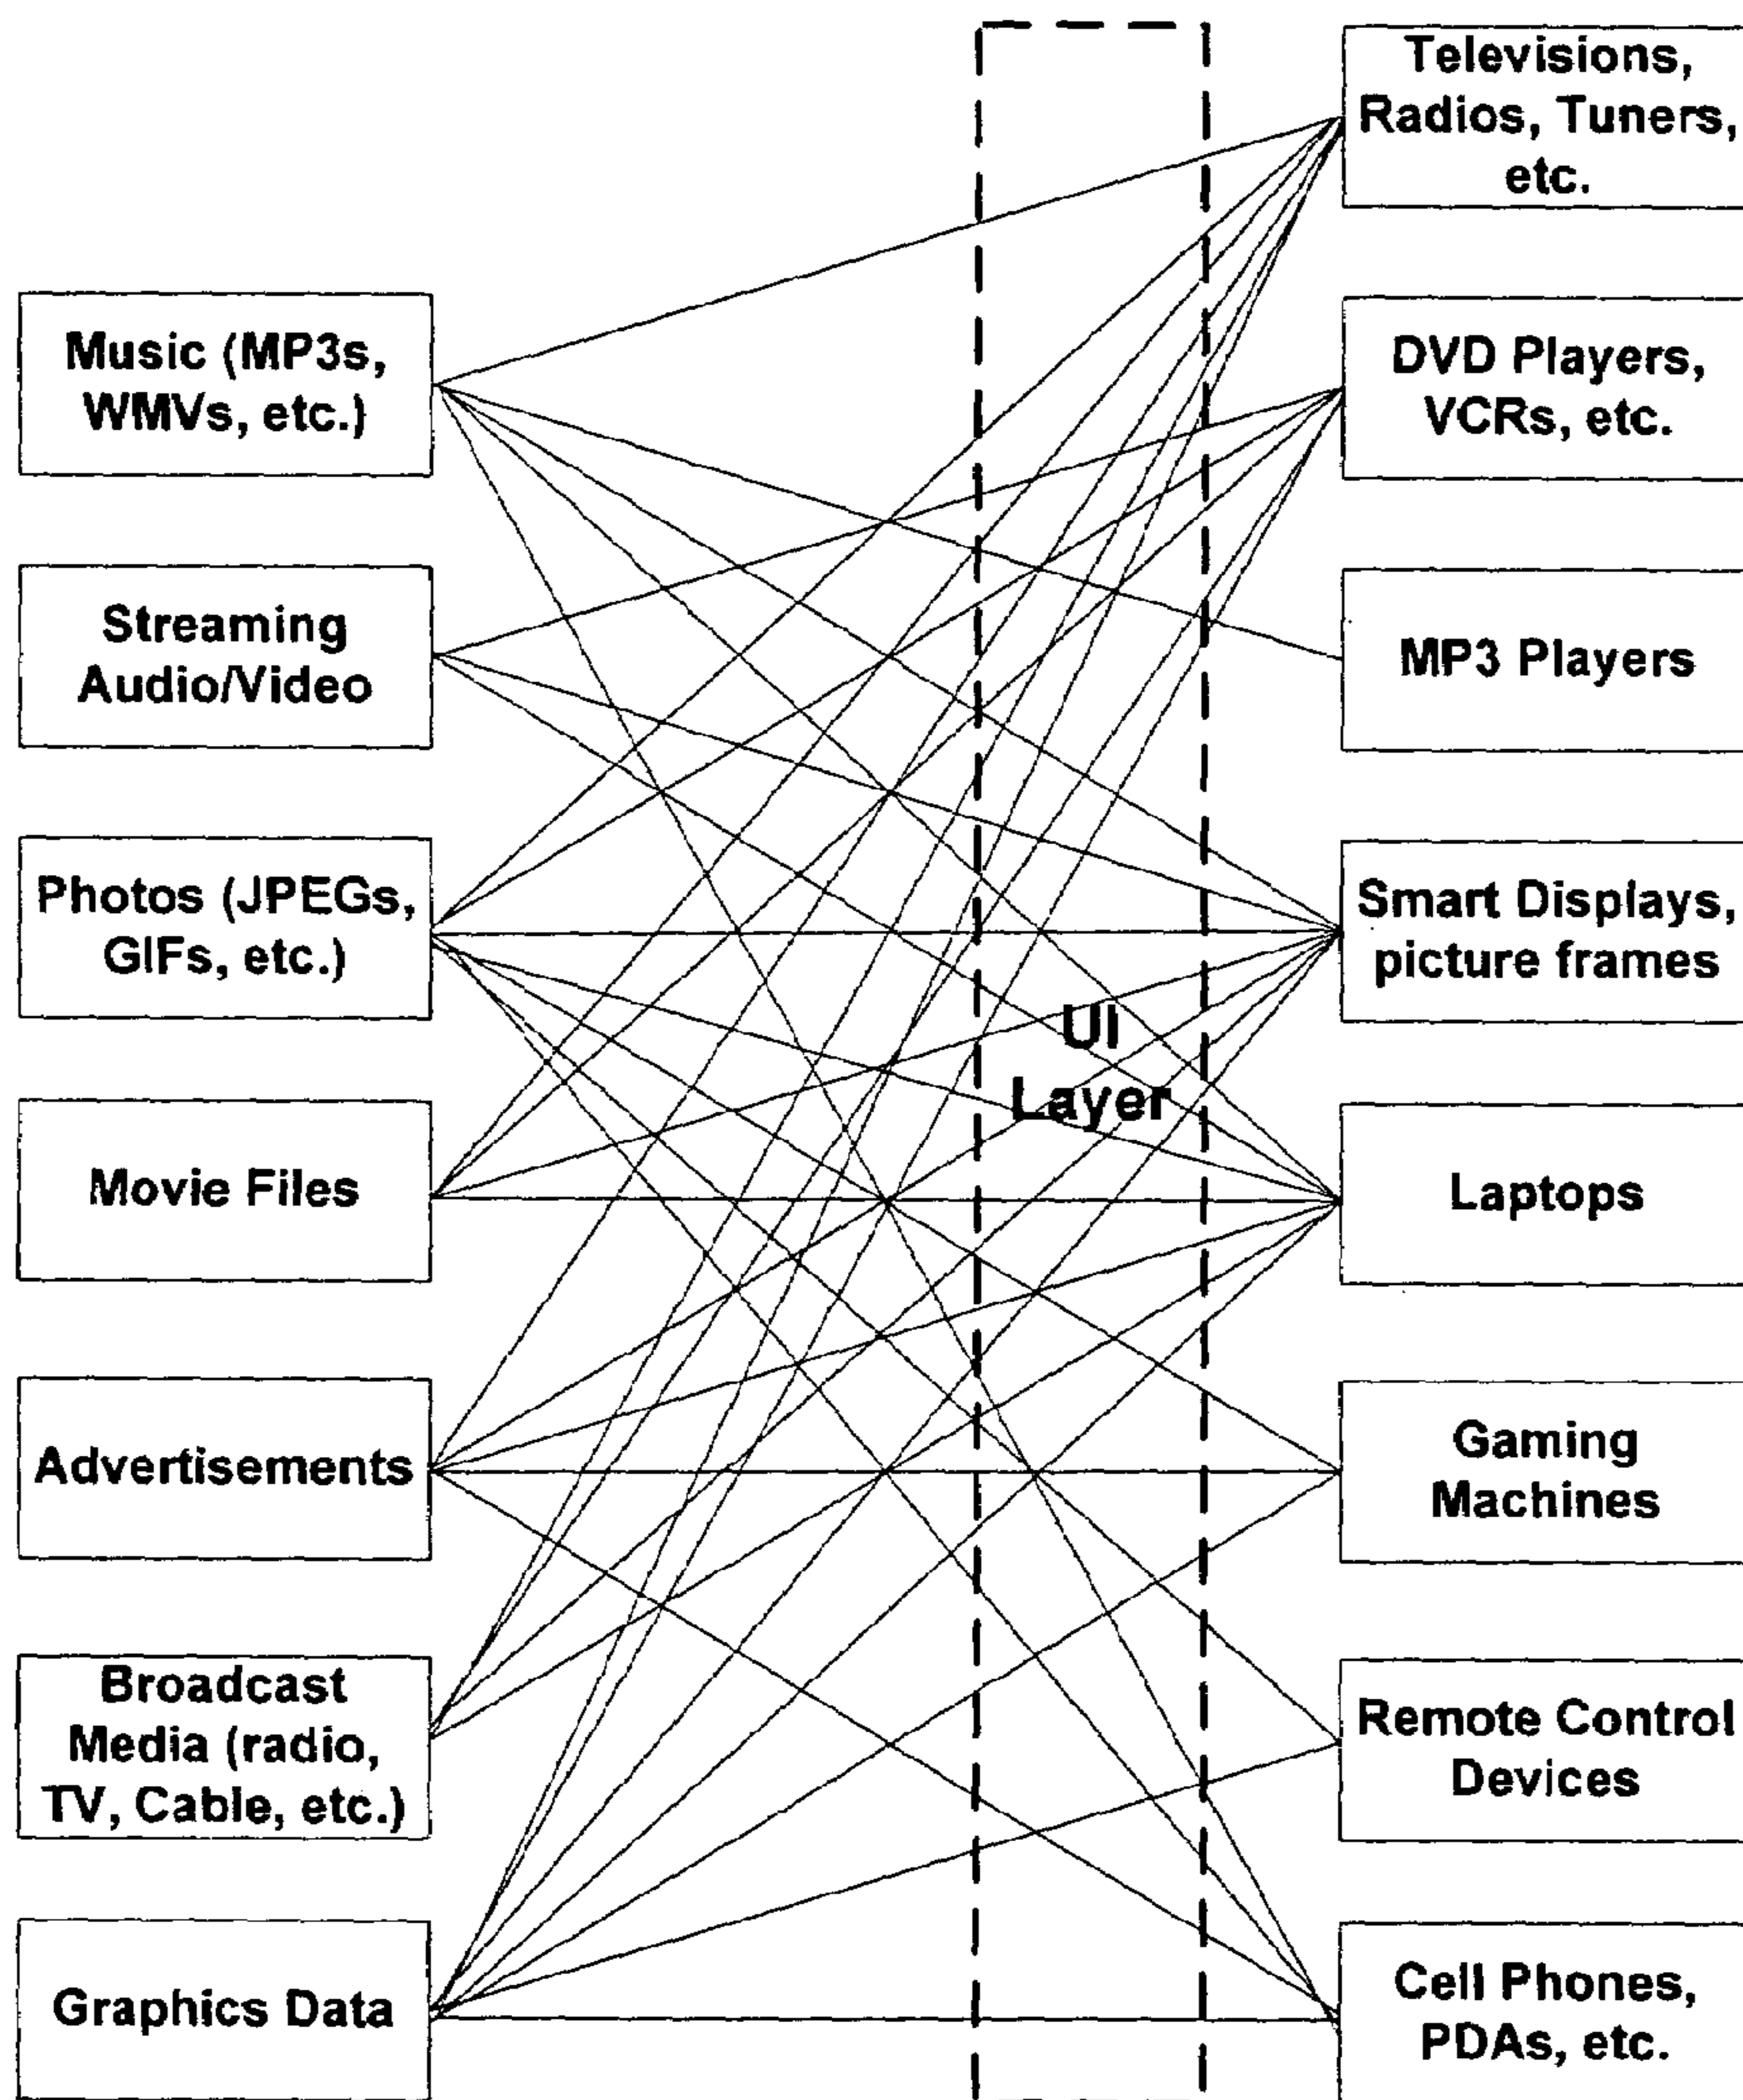 Music (MP3s,
WMVs, etc.)
Streaming
Audio/Video
Photos (JPEGs,
GIFs, etc.)
Movie Files
Advertisements
Broadcast
Media (radio,
TV, Cable, etc.)
Graphics Data
UI
Layer
Televisions,
Radios, Tuners,
etc.
DVD Players,
VCRs, etc.
MP3 Players
Smart Displays,
picture frames
Laptops
Gaming
Machines
Remote Control
Devices
Cell Phones,
PDAs, etc.